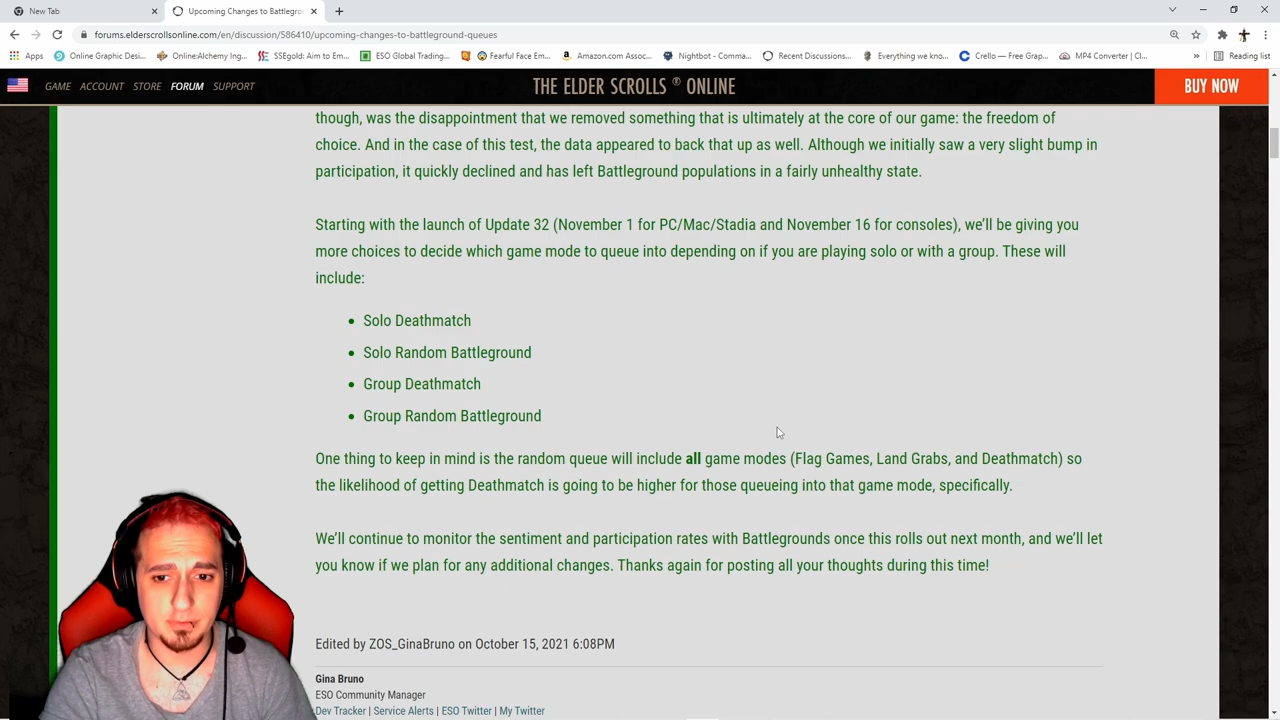 New Tab
Upcoming Changes to Battlegrou
forums.elderscrollsonline.com/en/discussion/586410/upcoming-changes-to-battleground-queues
Apps Online Graphic Desi... OnlineAlchemy Ing... SSEgold: Aim to Em... ESO Global Trading... Fearful Face Em... Amazon.com Assoc... Nightbot - Comma... Recent Discussions... Everything we kno... Crello — Free Grap... MP4 Converter | Cl... » Reading list
GAME ACCOUNT STORE FORUM SUPPORT THE ELDER SCROLLS ® ONLINE BUY NOW
though, was the disappointment that we removed something that is ultimately at the core of our game: the freedom of
choice. And in the case of this test, the data appeared to back that up as well. Although we initially saw a very slight bump in
participation, it quickly declined and has left Battleground populations in a fairly unhealthy state.
Starting with the launch of Update 32 (November 1 for PC/Mac/Stadia and November 16 for consoles), we'll be giving you
more choices to decide which game mode to queue into depending on if you are playing solo or with a group. These will
include:
• Solo Deathmatch
• Solo Random Battleground
• Group Deathmatch
• Group Random Battleground
One thing to keep in mind is the random queue will include all game modes (Flag Games, Land Grabs, and Deathmatch) so
the likelihood of getting Deathmatch is going to be higher for those queueing into that game mode, specifically.
We'll continue to monitor the sentiment and participation rates with Battlegrounds once this rolls out next month, and we'll let
you know if we plan for any additional changes. Thanks again for posting all your thoughts during this time!
Edited by ZOS_GinaBruno on October 15, 2021 6:08PM
Gina Bruno
ESO Community Manager
Dev Tracker | Service Alerts | ESO Twitter | My Twitter